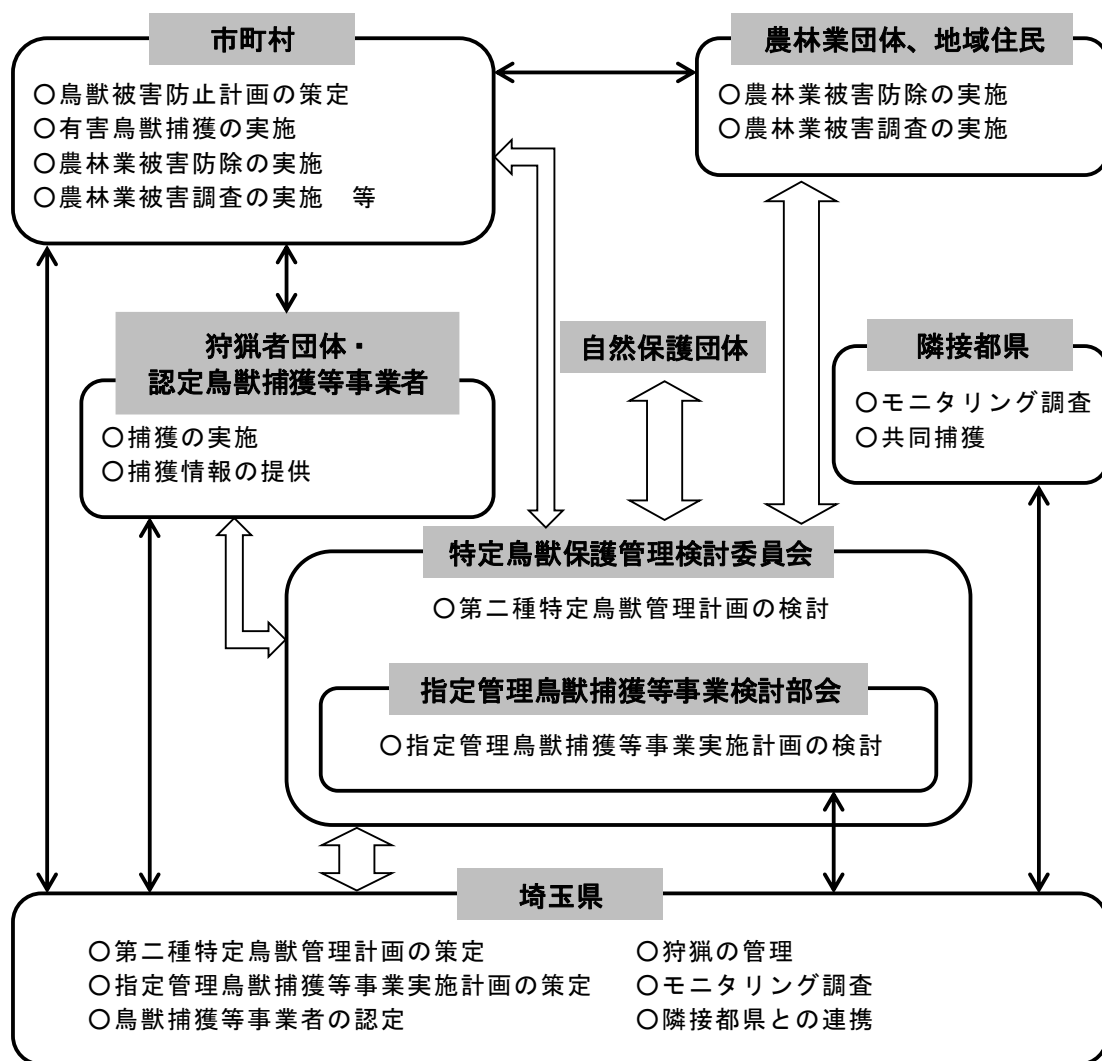 市町村
○鳥獣被害防止計画の策定
○有害鳥獣捕獲の実施
○農林業被害防除の実施
○農林業被害調査の実施　等
農林業団体、地域住民
○農林業被害防除の実施
○農林業被害調査の実施
狩猟者団体・
認定鳥獣捕獲等事業者
○捕獲の実施
○捕獲情報の提供
自然保護団体
隣接都県
○モニタリング調査
○共同捕獲
特定鳥獣保護管理検討委員会
○第二種特定鳥獣管理計画の検討
指定管理鳥獣捕獲等事業検討部会
○指定管理鳥獣捕獲等事業実施計画の検討
埼玉県
○第二種特定鳥獣管理計画の策定
○指定管理鳥獣捕獲等事業実施計画の策定
○鳥獣捕獲等事業者の認定
○狩猟の管理
○モニタリング調査
○隣接都県との連携